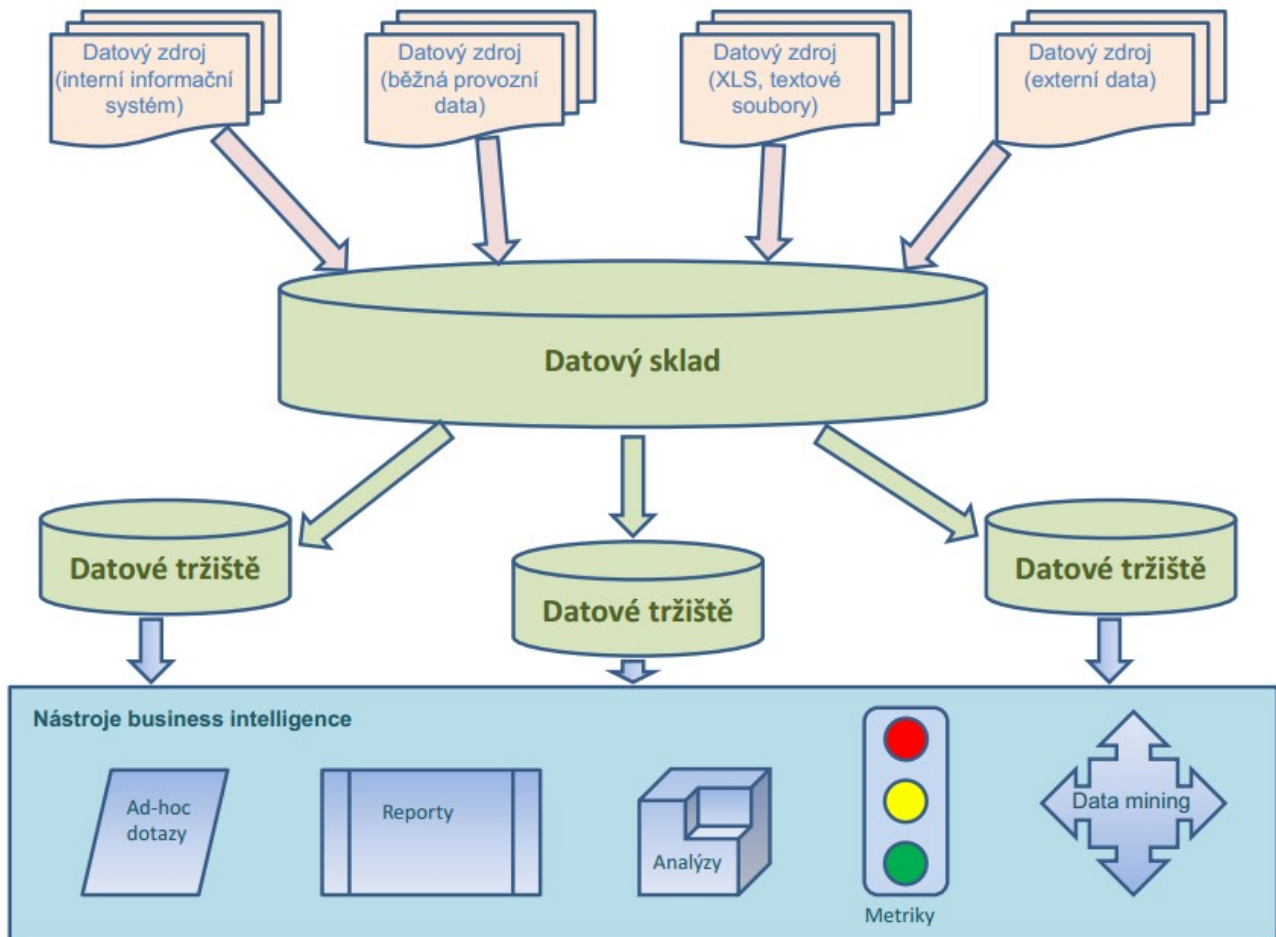 Datový zdroj
(interní informační
systém)
Datový zdroj
(běžná provozní
data)
Datový zdroj
(XLS, textové
soubory)
Datový zdroj
(externí data)
Datový sklad
Datové tržiště
Datové tržiště
Datové tržiště
Nástroje business intelligence
Ad-hoc
dotazy
Reporty
Analýzy
Metriky
Data mining